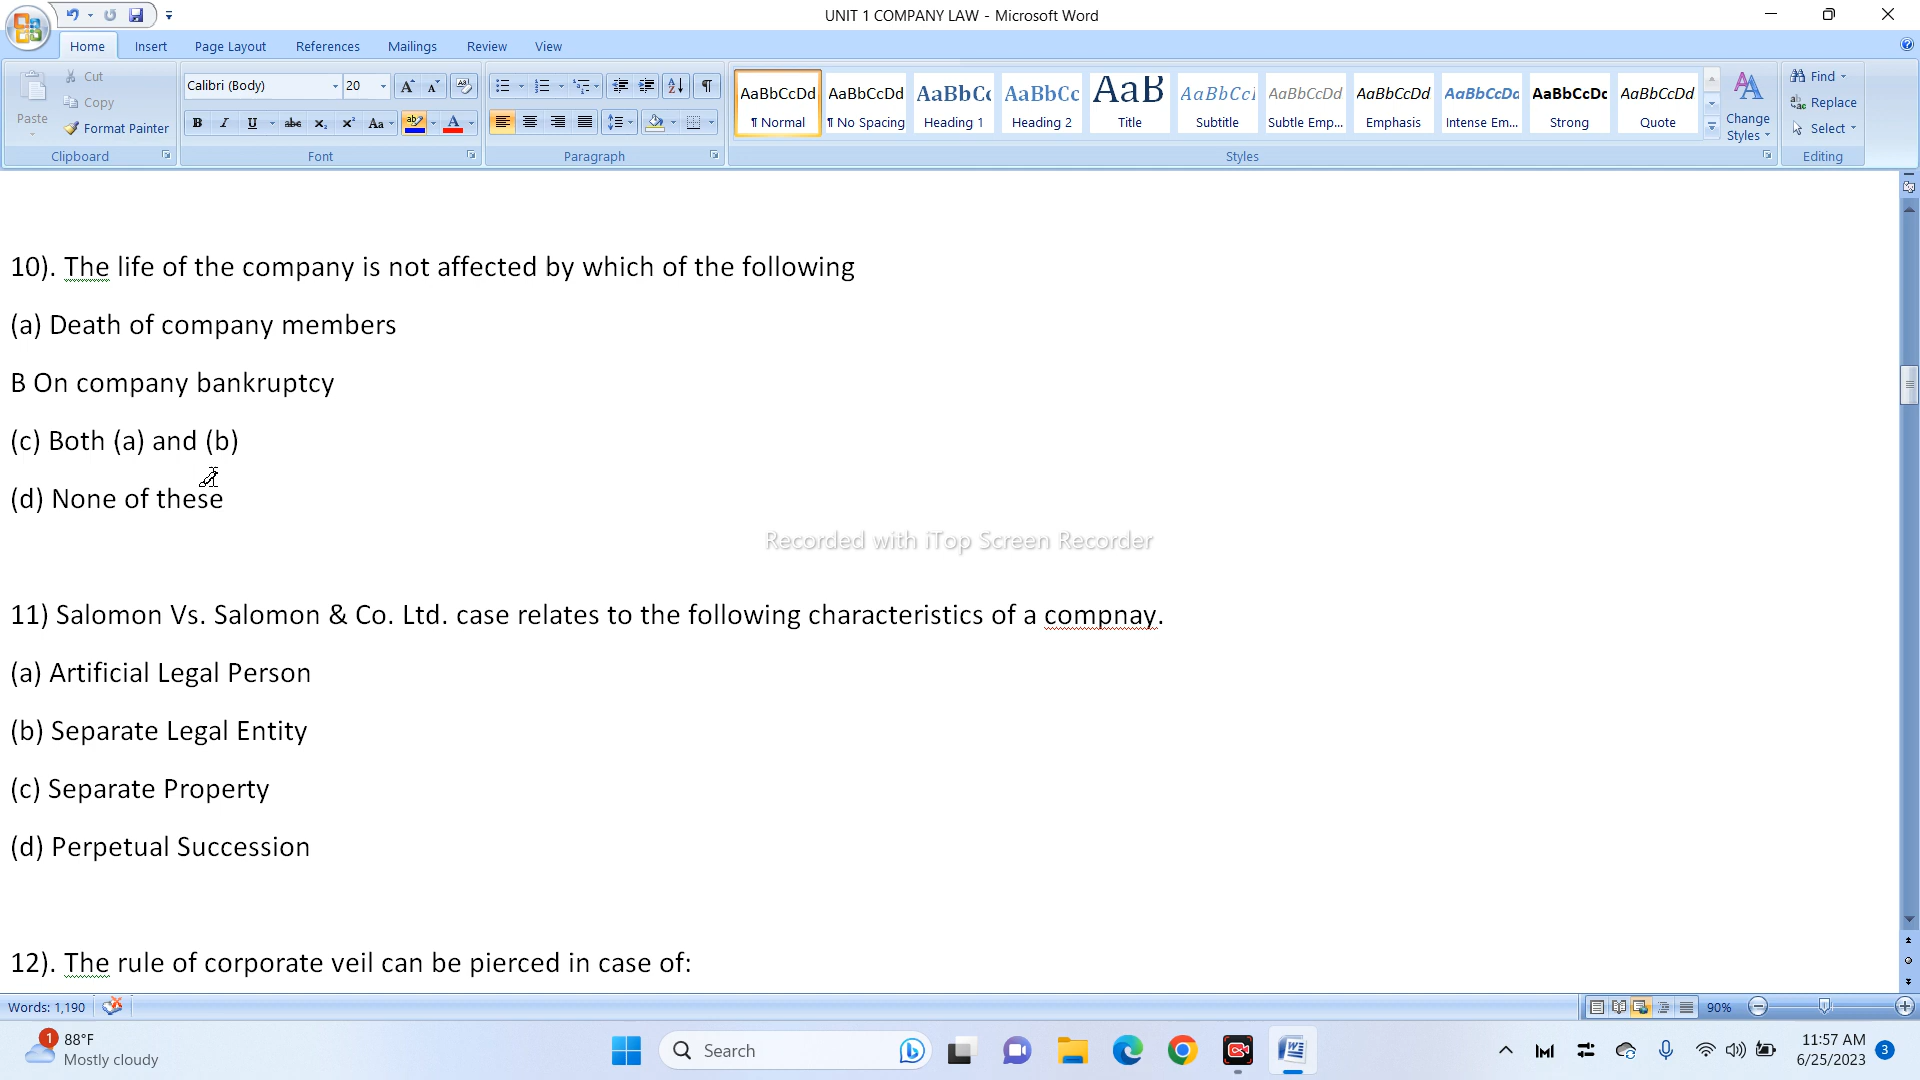 UNIT 1 COMPANY LAW - Microsoft Word
Home Insert Page Layout References Mailings Review View
Paste Cut Copy Format Painter Clipboard
Calibri (Body) 20
Font
Paragraph
AaBbCcDd AaBbCcDd AaBbCc AaBbCc AaB AaBbCcI AaBbCcDd AaBbCcDd AaBbCcDc AaBbCcDc AaBbCcDd
¶ Normal ¶ No Spacing Heading 1 Heading 2 Title Subtitle Subtle Emp... Emphasis Intense Em... Strong Quote
Change Styles
Styles
Find
Replace
Select
Editing
10). The life of the company is not affected by which of the following
(a) Death of company members
B On company bankruptcy
(c) Both (a) and (b)
(d) None of these
Recorded with iTop Screen Recorder
11) Salomon Vs. Salomon & Co. Ltd. case relates to the following characteristics of a compnay.
(a) Artificial Legal Person
(b) Separate Legal Entity
(c) Separate Property
(d) Perpetual Succession
12). The rule of corporate veil can be pierced in case of:
Words: 1,190
90%
1
88°F
Mostly cloudy
Search
11:57 AM
6/25/2023
3